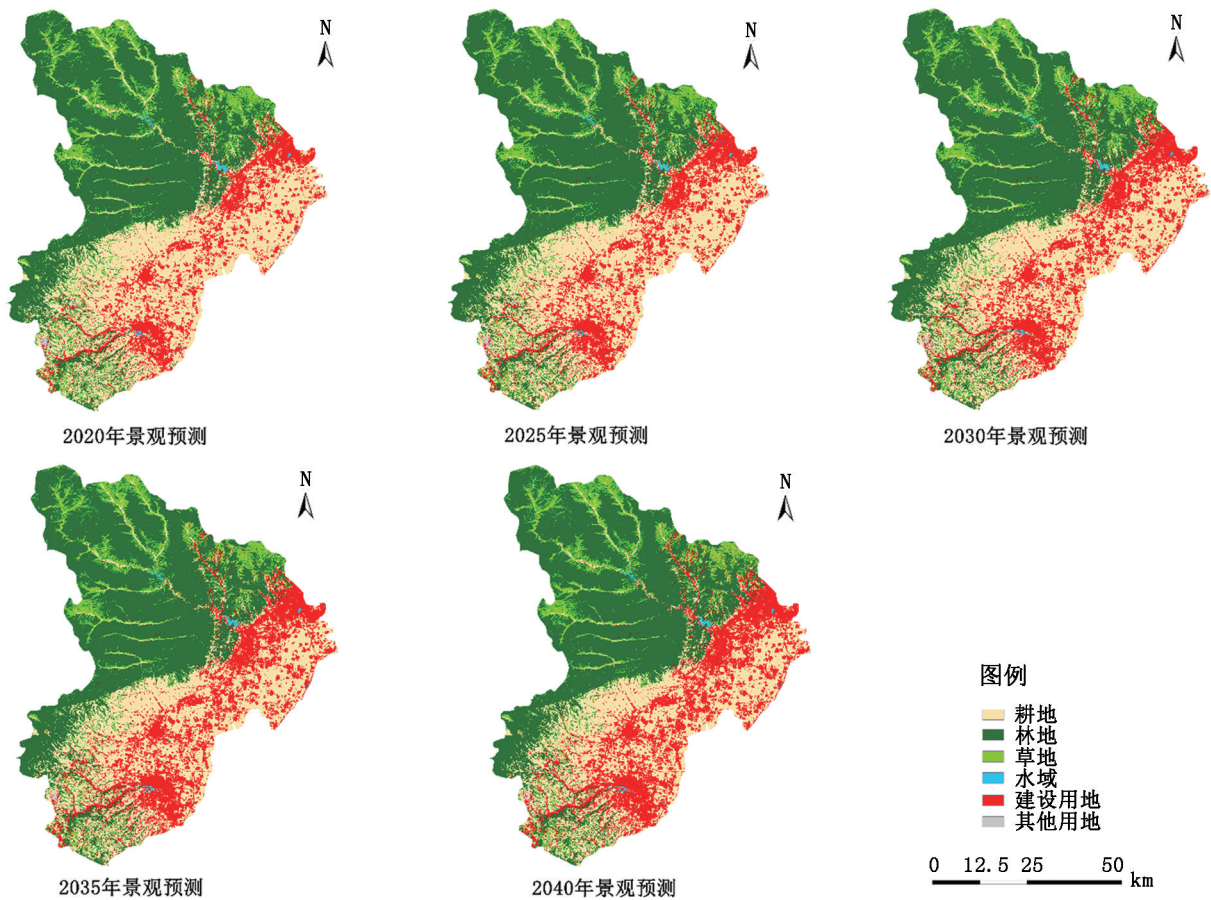 N
N
N
2020年景观预测
2025年景观预测
2030年景观预测
N
N
2035年景观预测
2040年景观预测
图例
耕地
林地
草地
水域
建设用地
其他用地
0 12.5 25 50 km